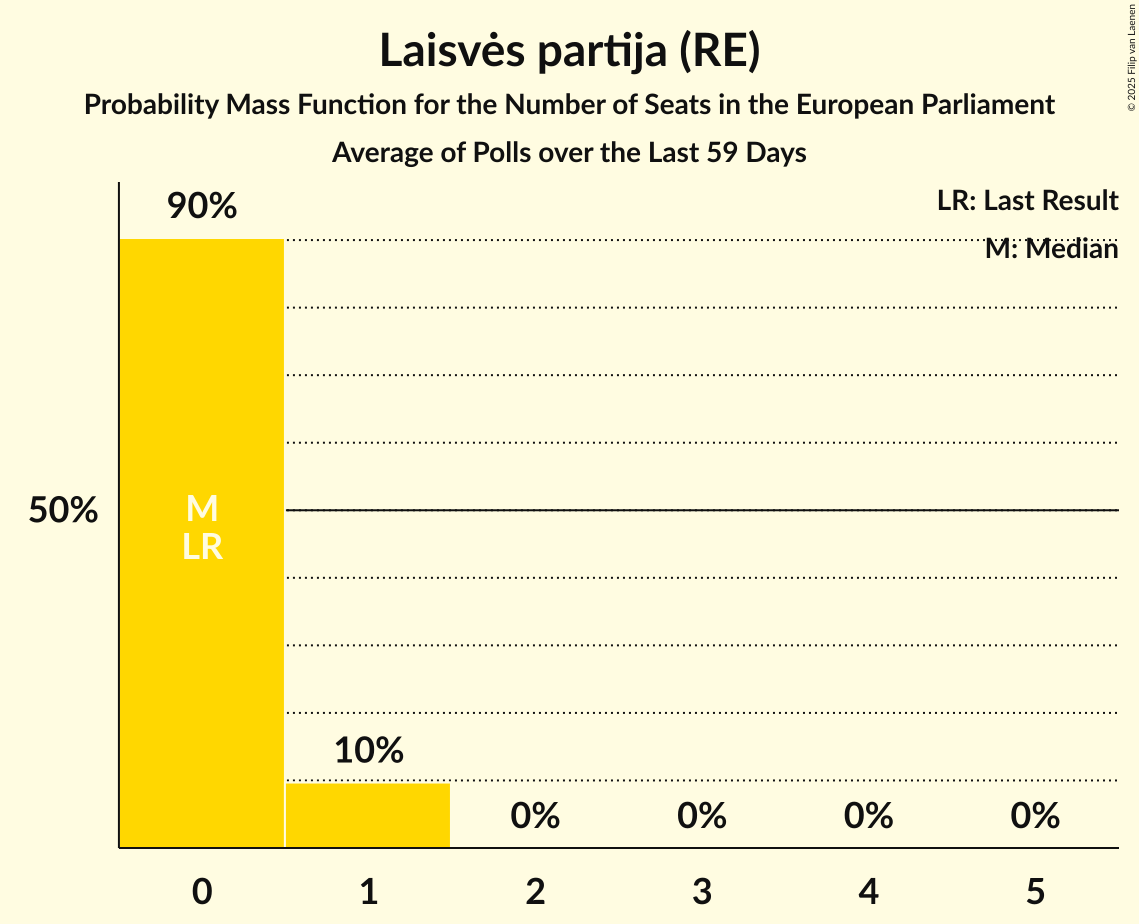 Laisvės partija (RE)
Probability Mass Function for the Number of Seats in the European Parliament
Average of Polls over the Last 59 Days
© 2025 Filip van Laenen
LR: Last Result
M: Median
90%
50%
M
LR
10%
0%
0%
0%
0%
0
1
2
3
4
5